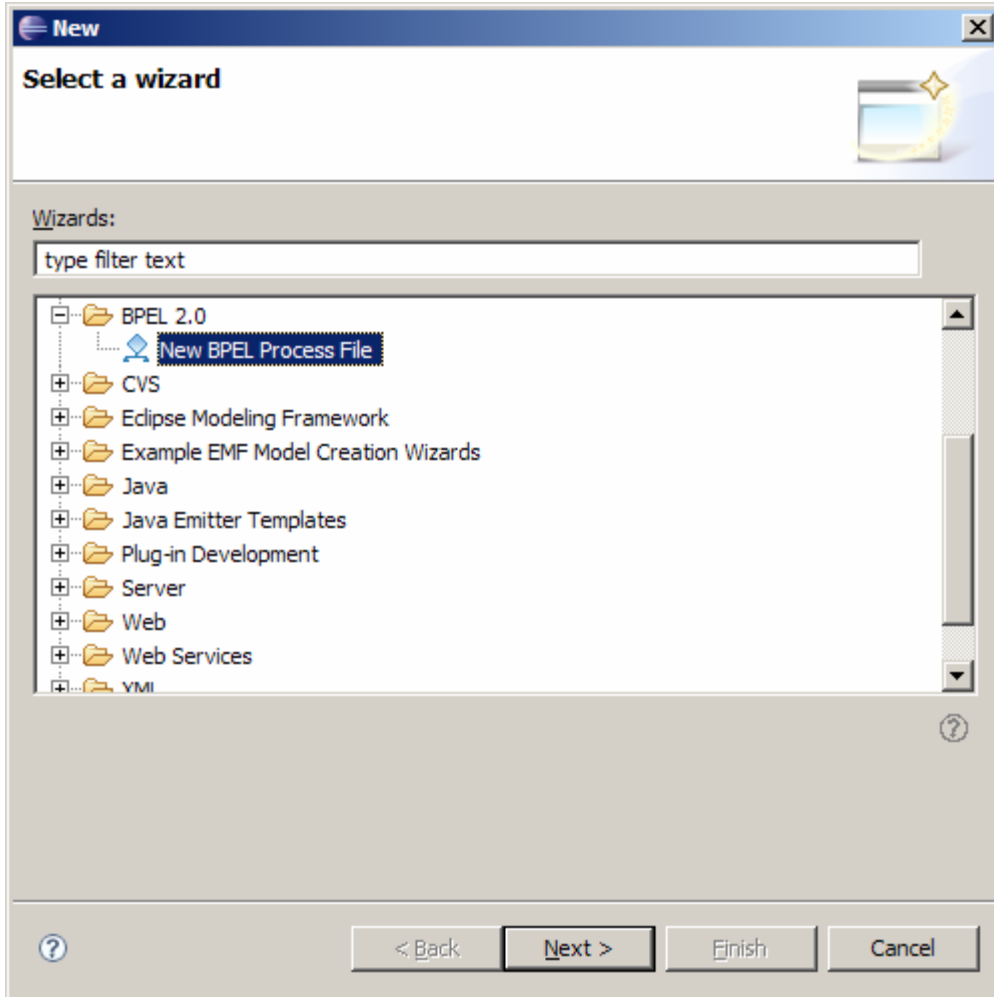 New
Select a wizard
Wizards:
type filter text
BPEL 2.0
New BPEL Process File
CVS
Eclipse Modeling Framework
Example EMF Model Creation Wizards
Java
Java Emitter Templates
Plug-in Development
Server
Web
Web Services
XML
< Back Next > Finish Cancel